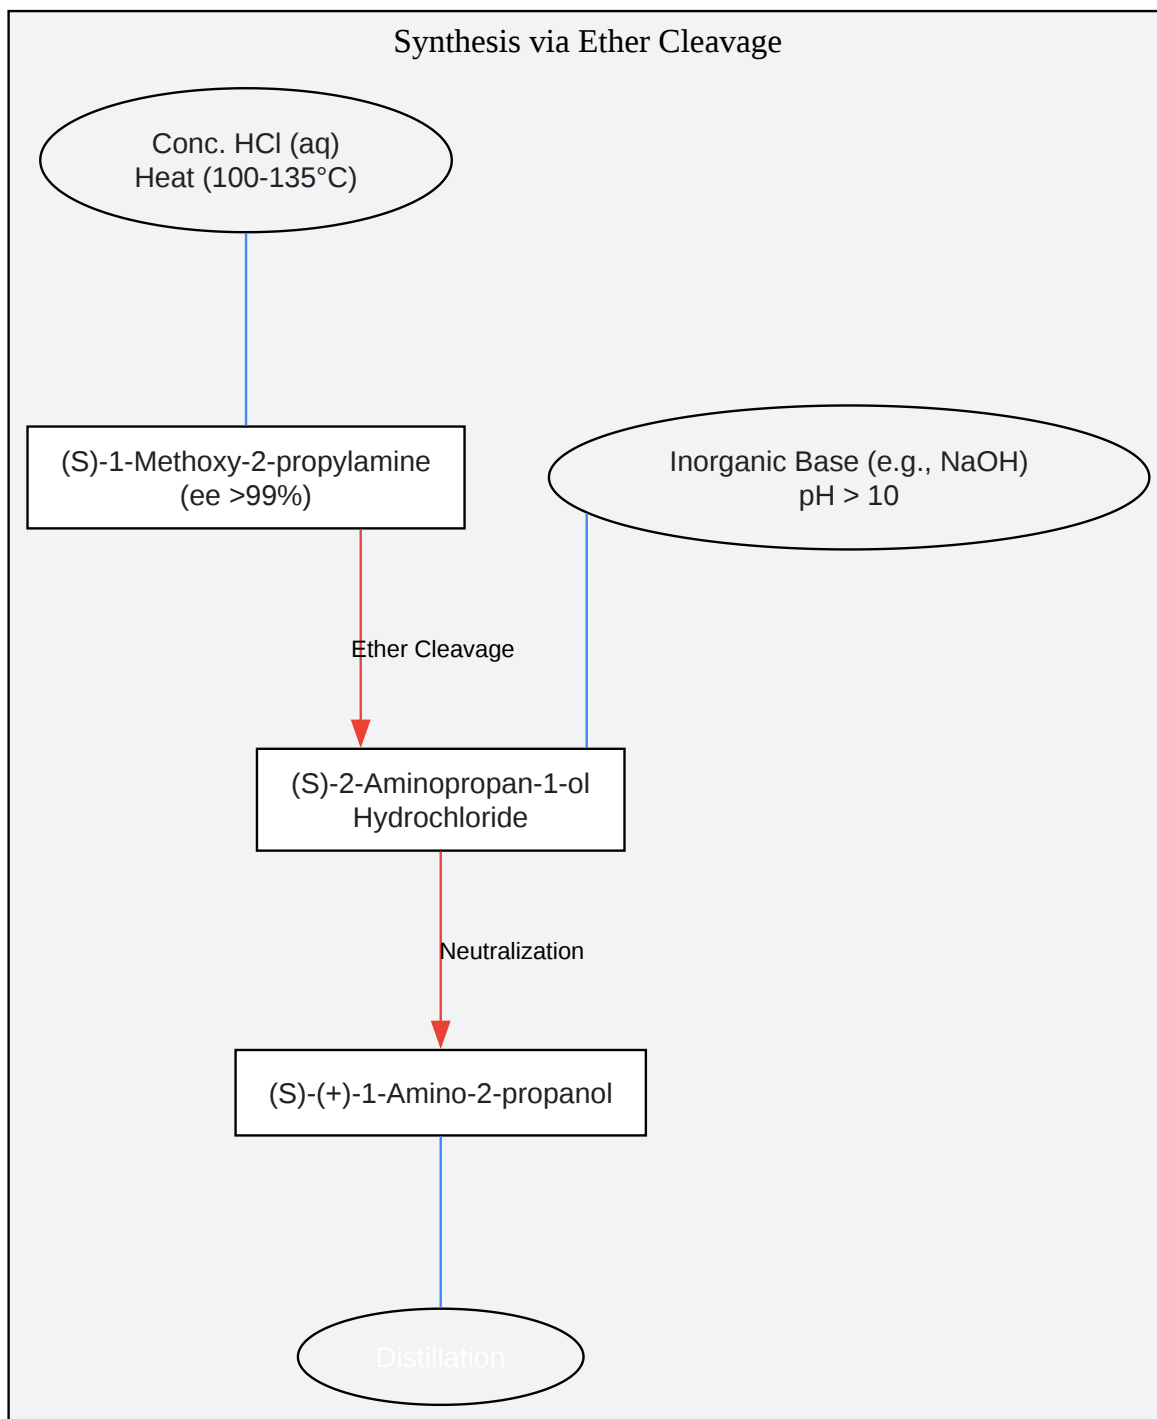 Synthesis via Ether Cleavage
Conc. HCl (aq)
Heat (100-135°C)
(S)-1-Methoxy-2-propylamine
(ee >99%)
Inorganic Base (e.g., NaOH)
pH > 10
Ether Cleavage
(S)-2-Aminopropan-1-ol
Hydrochloride
Neutralization
(S)-(+)-1-Amino-2-propanol
Distillation